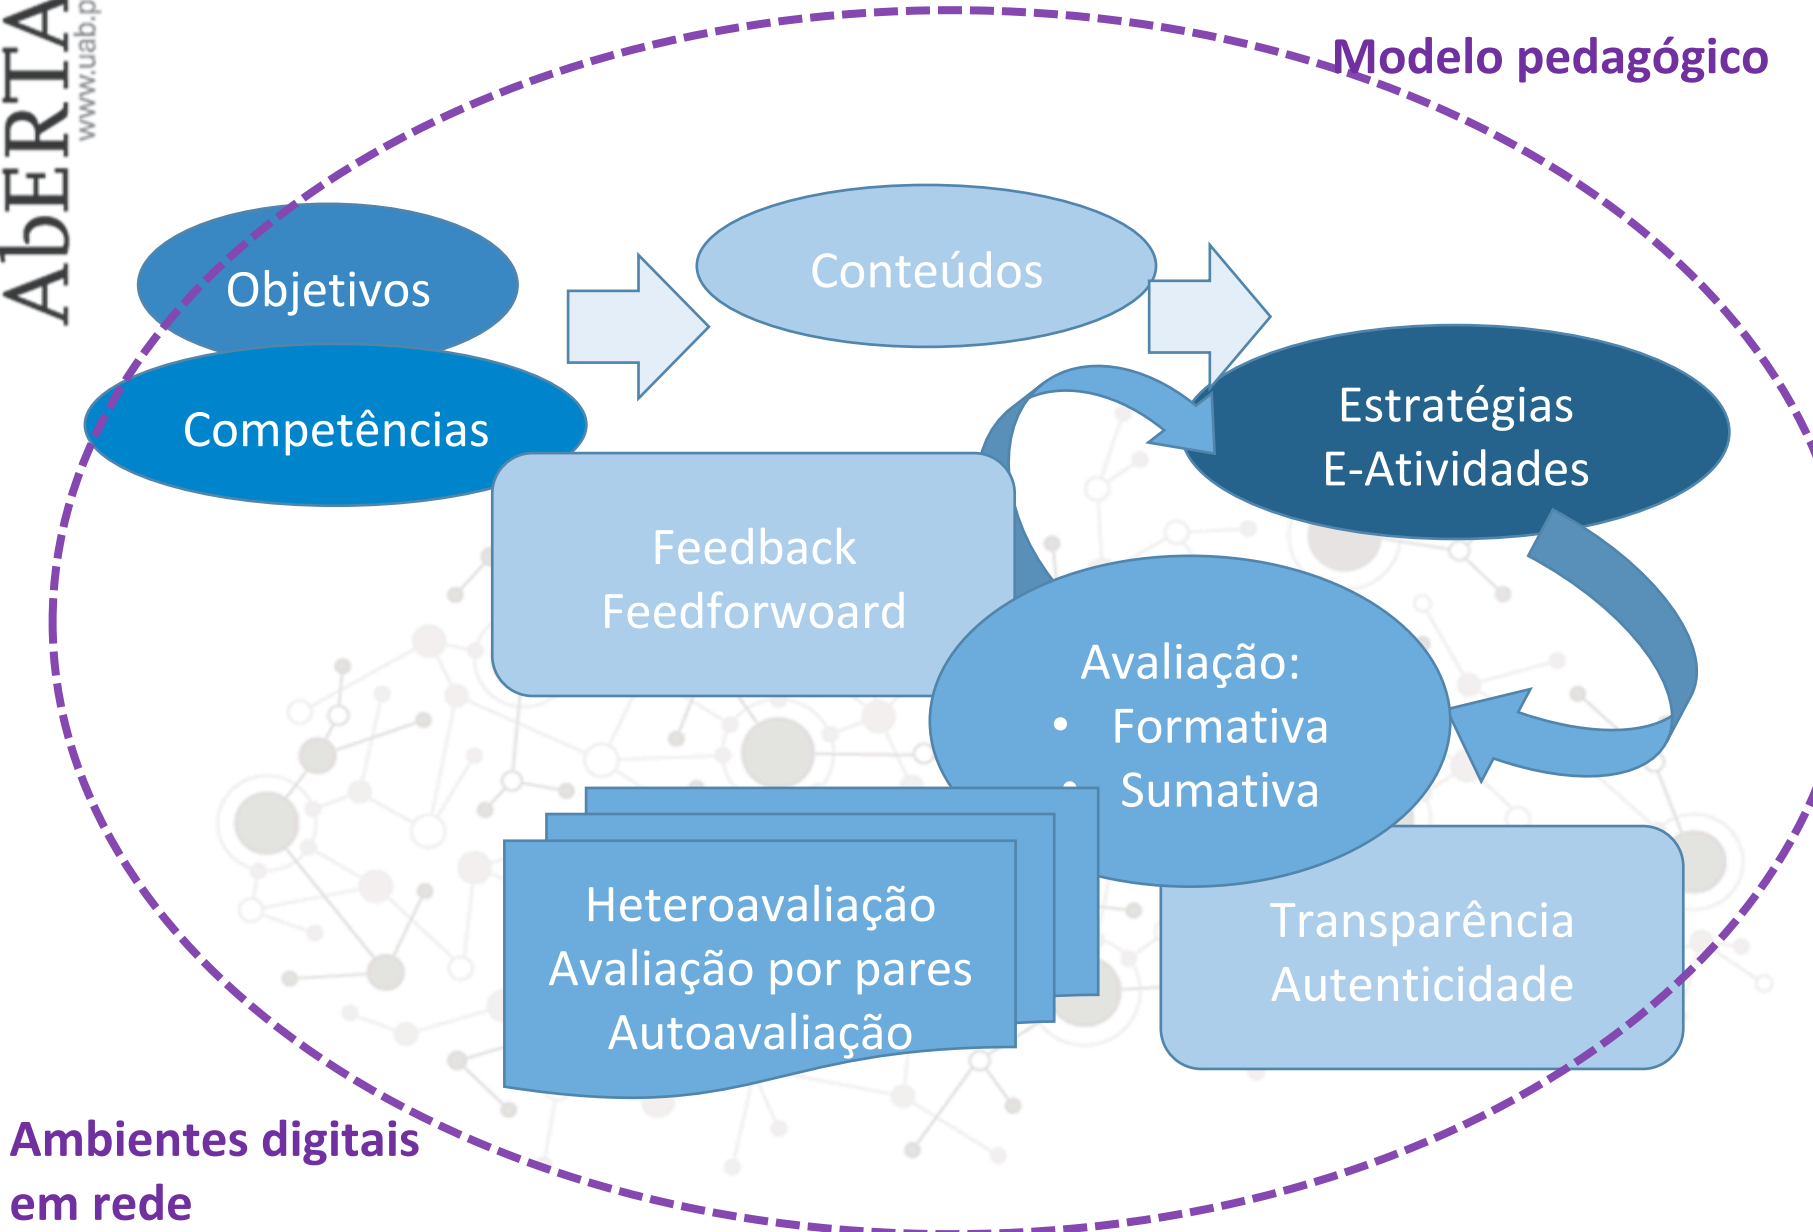 AbERTA
www.uab.p
Modelo pedagógico
Objetivos
Conteúdos
Competências
Estratégias
E-Atividades
Feedback
Feedforwoard
Avaliação:
• Formativa
• Sumativa
Heteroavaliação
Avaliação por pares
Autoavaliação
Transparência
Autenticidade
Ambientes digitais
em rede